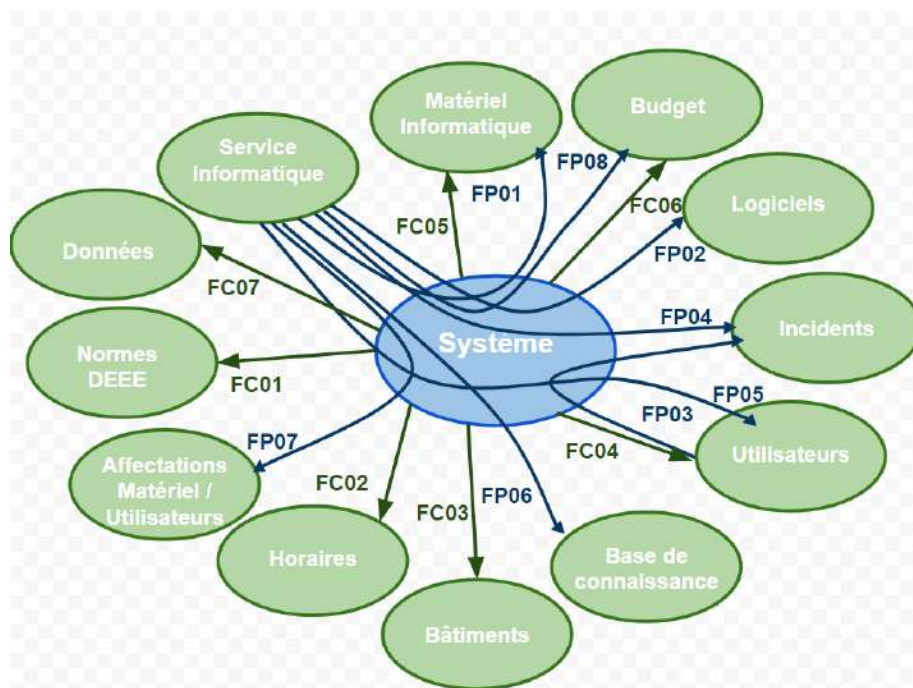 Matériel
Informatique
Budget
Service
Informatique
FP01
FP08
FC05
FC06
Logiciels
Données
FP02
FC07
FP04
Incidents
Système
Normes
DEEE
FC01
FP05
FP03
FC04
Utilisateurs
FP07
Affectations
Matériel /
Utilisateurs
FC02
FC03
FP06
Horaires
Base de
connaissance
Bâtiments